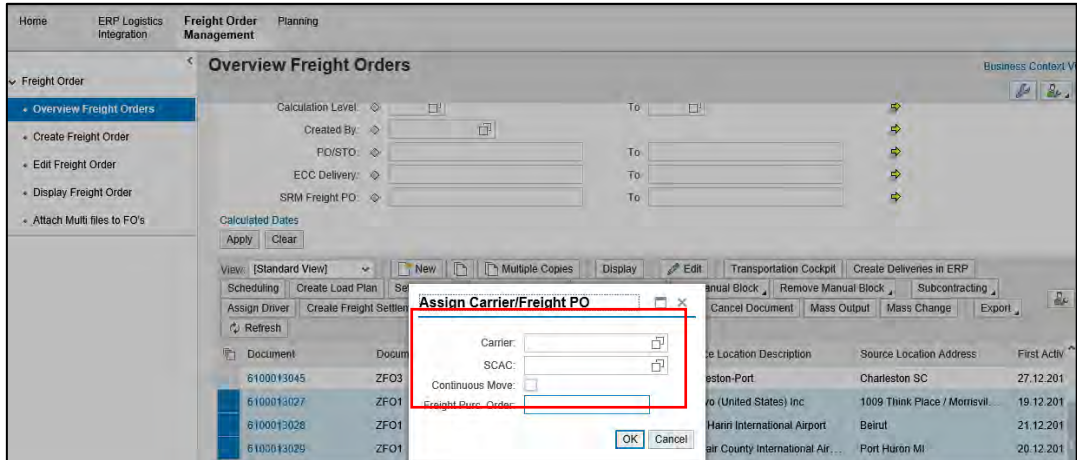 Home
ERP Logistics Integration
Freight Order Management
Planning
Freight Order
Overview Freight Orders
Create Freight Order
Edit Freight Order
Display Freight Order
Attach Multi files to FO's
Overview Freight Orders
Business Context Vi
Calculation Level: To
Created By:
PO/STO: To
ECC Delivery: To
SRM Freight PO: To
Calculated Dates
Apply Clear
View: [Standard View] New Multiple Copies Display Edit Transportation Cockpit Create Deliveries in ERP
Scheduling Create Load Plan Se anual Block Remove Manual Block Subcontracting
Assign Driver Create Freight Settlem Cancel Document Mass Output Mass Change Export
Refresh
Assign Carrier/Freight PO
Carrier:
SCAC:
Continuous Move:
Freight Purc. Order:
OK Cancel
Document Docum e Location Description Source Location Address First Activ
6100013045 ZFO3 eston-Port Charleston SC 27.12.201
6100013027 ZFO1 vo (United States) Inc 1009 Think Place / Morrisvil... 19.12.201
6100013028 ZFO1 Hariri International Airport Beirut 21.12.201
6100013029 ZFO1 air County International Air... Port Huron MI 20.12.201